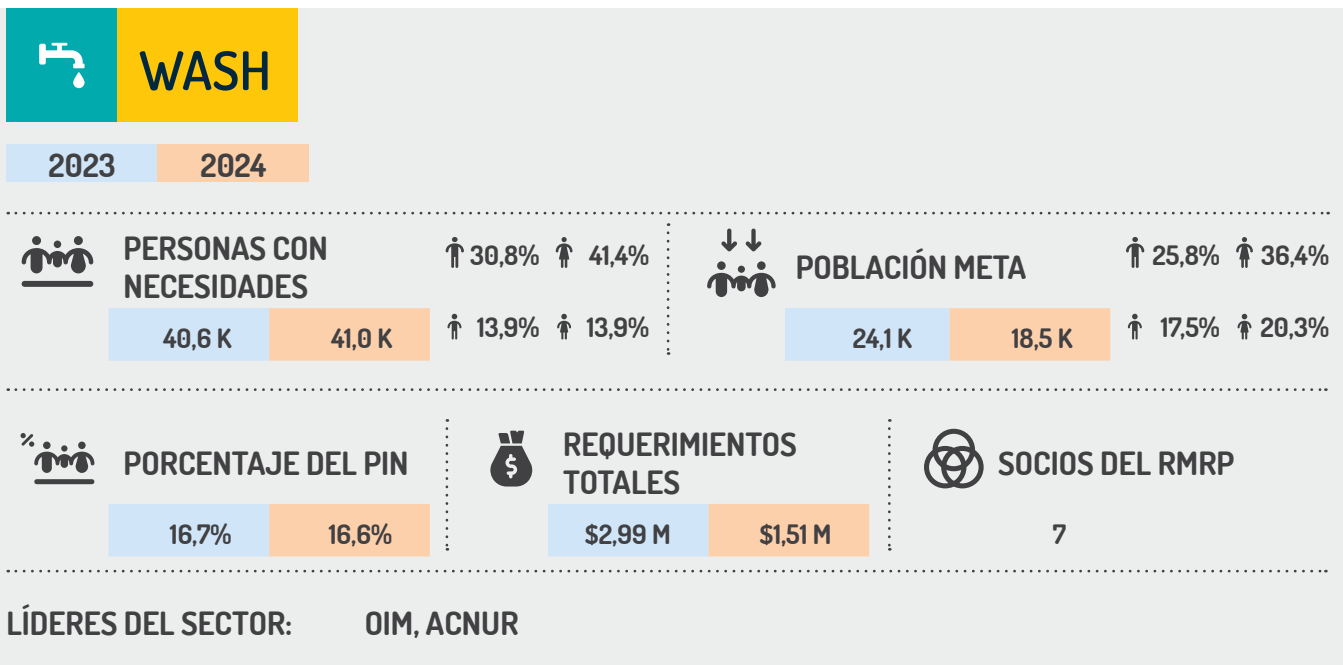 WASH
2023 2024
PERSONAS CON
NECESIDADES
40,6 K 41,0 K
30,8% 41,4%
13,9% 13,9%
POBLACIÓN META
24,1 K 18,5 K
25,8% 36,4%
17,5% 20,3%
%
PORCENTAJE DEL PIN
16,7% 16,6%
$
REQUERIMIENTOS
TOTALES
$2,99 M $1,51 M
SOCIOS DEL RMRP
7
LÍDERES DEL SECTOR: OIM, ACNUR